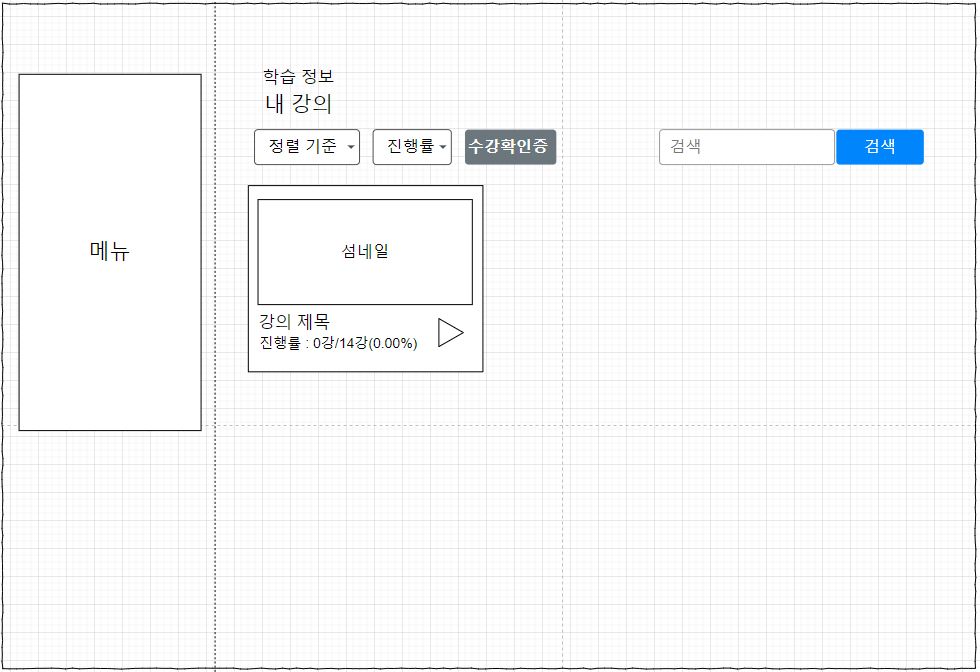 학습 정보
내 강의
정렬 기준
진행률
수강확인증
검색
검색
메뉴
섬네일
강의 제목
진행률 : 0강/14강(0.00%)